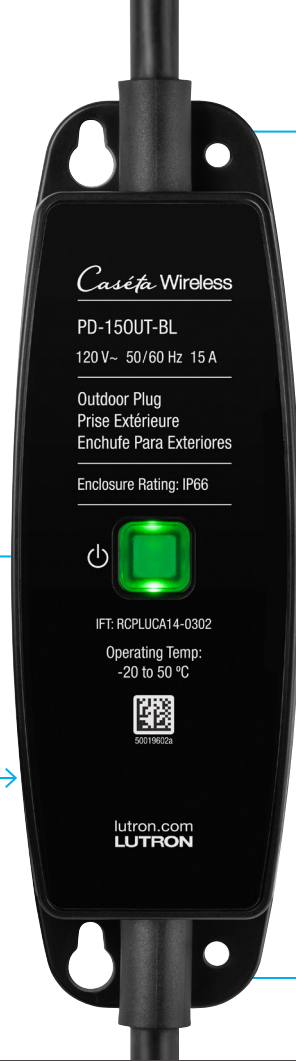 Caséta Wireless
PD-15OUT-BL
120 V~ 50/60 Hz 15 A
Outdoor Plug
Prise Extérieure
Enchufe Para Exteriores
Enclosure Rating: IP66
IFT: RCPLUCA14-0302
Operating Temp:
-20 to 50 ºC
50019602a
lutron.com
LUTRON